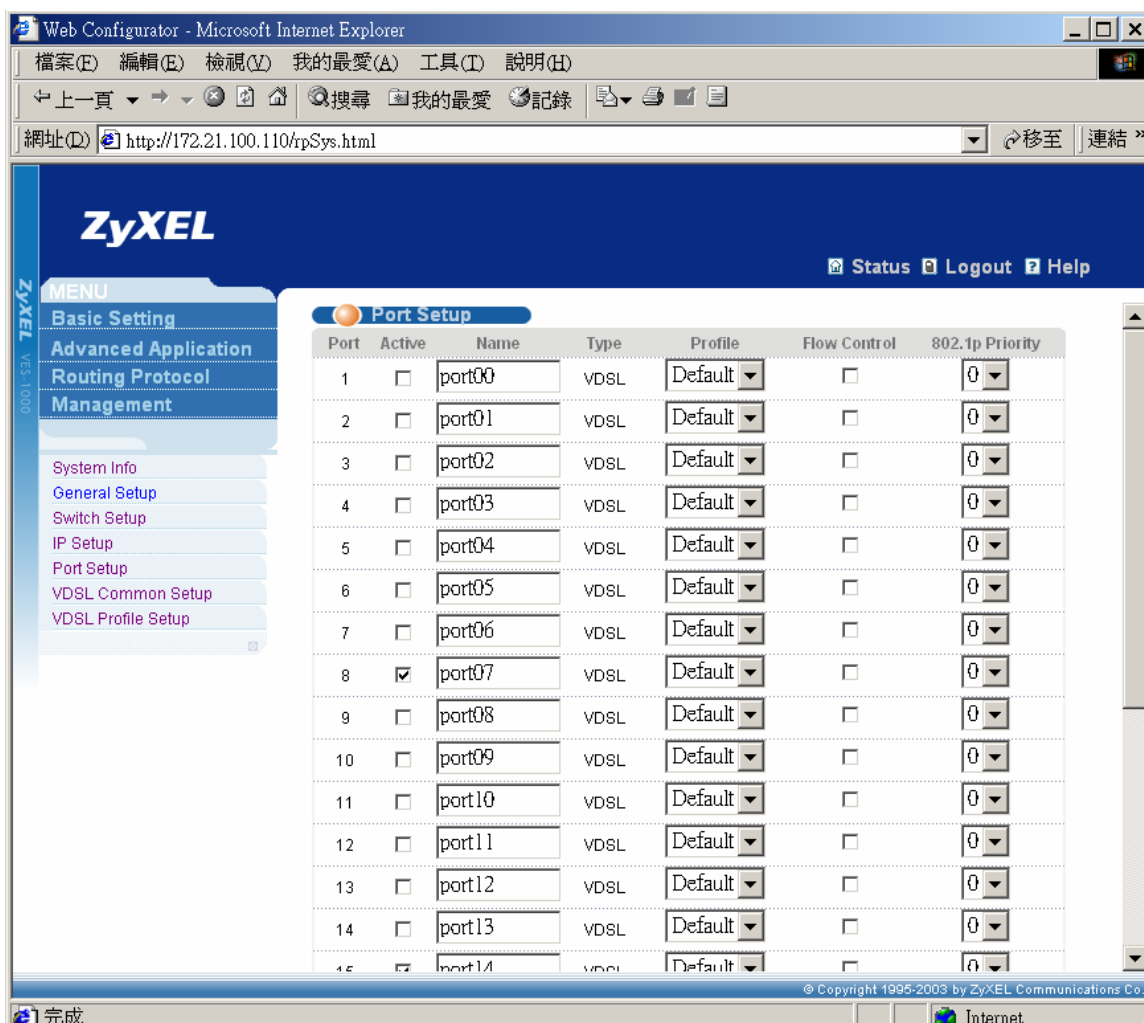 Web Configurator - Microsoft Internet Explorer
檔案(F) 編輯(E) 檢視(V) 我的最愛(A) 工具(T) 說明(H)
上一頁 搜尋 我的最愛 記錄
網址(D) http://172.21.100.110/rpSys.html 移至 連結 »
ZyXEL
Status Logout Help
ZyXEL VES-1000
MENU
Basic Setting
Advanced Application
Routing Protocol
Management
System Info
General Setup
Switch Setup
IP Setup
Port Setup
VDSL Common Setup
VDSL Profile Setup
Port Setup
Port Active Name Type Profile Flow Control 802.1p Priority
1 port00 VDSL Default 0
2 port01 VDSL Default 0
3 port02 VDSL Default 0
4 port03 VDSL Default 0
5 port04 VDSL Default 0
6 port05 VDSL Default 0
7 port06 VDSL Default 0
8 port07 VDSL Default 0
9 port08 VDSL Default 0
10 port09 VDSL Default 0
11 port10 VDSL Default 0
12 port11 VDSL Default 0
13 port12 VDSL Default 0
14 port13 VDSL Default 0
15 port14 VDSL Default 0
© Copyright 1995-2003 by ZyXEL Communications Co.
完成 Internet